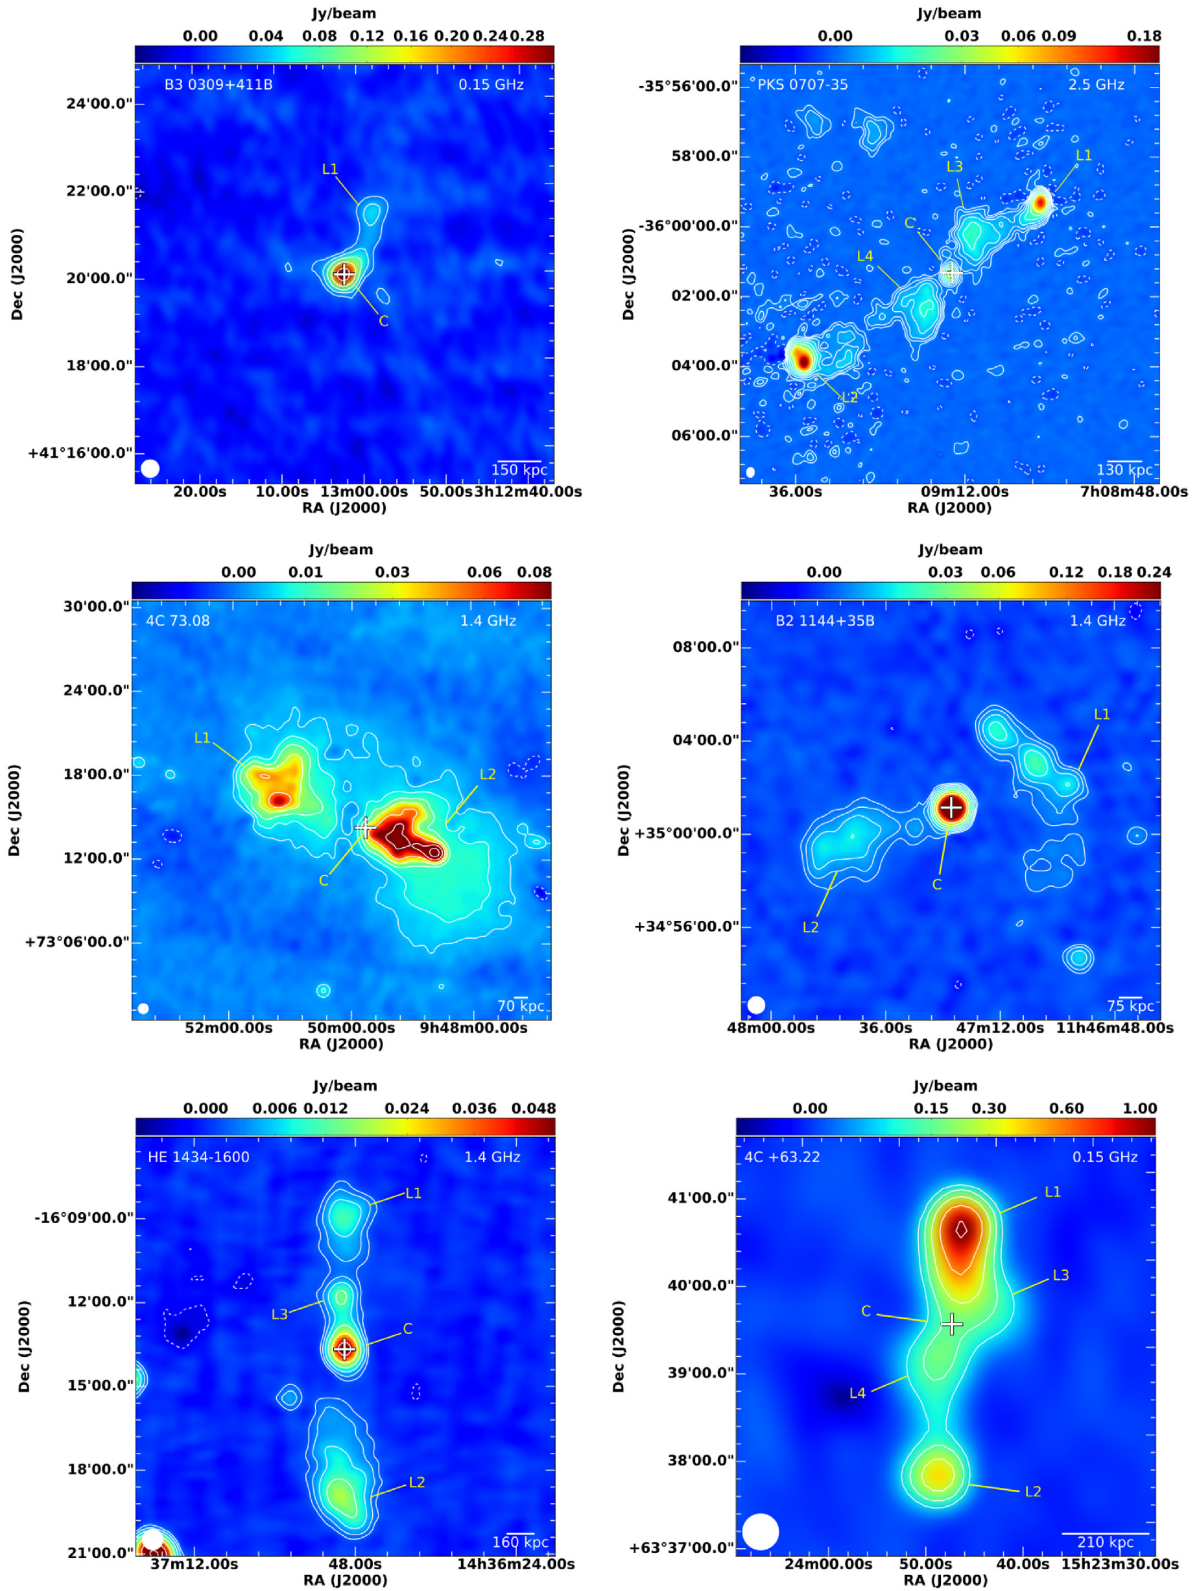 Jy/beam
0.00 0.04 0.08 0.12 0.16 0.20 0.24 0.28
B3 0309+411B 0.15 GHz
24'00.0"
22'00.0"
20'00.0"
18'00.0"
+41°16'00.0"
Dec (J2000)
L1
C
150 kpc
20.00s 10.00s 13m00.00s 50.00s 3h12m40.00s
RA (J2000)
Jy/beam
0.00 0.03 0.06 0.09 0.18
PKS 0707-35 2.5 GHz
-35°56'00.0"
58'00.0"
-36°00'00.0"
02'00.0"
04'00.0"
06'00.0"
Dec (J2000)
L1
L3
C
L4
L2
130 kpc
36.00s 09m12.00s 7h08m48.00s
RA (J2000)
Jy/beam
0.00 0.01 0.03 0.06 0.08
4C 73.08 1.4 GHz
30'00.0"
24'00.0"
18'00.0"
12'00.0"
+73°06'00.0"
Dec (J2000)
L1
L2
C
70 kpc
52m00.00s 50m00.00s 9h48m00.00s
RA (J2000)
Jy/beam
0.00 0.03 0.06 0.12 0.18 0.24
B2 1144+35B 1.4 GHz
08'00.0"
04'00.0"
+35°00'00.0"
+34°56'00.0"
Dec (J2000)
L1
C
L2
75 kpc
48m00.00s 36.00s 47m12.00s 11h46m48.00s
RA (J2000)
Jy/beam
0.000 0.006 0.012 0.024 0.036 0.048
HE 1434-1600 1.4 GHz
-16°09'00.0"
12'00.0"
15'00.0"
18'00.0"
21'00.0"
Dec (J2000)
L1
L3
C
L2
160 kpc
37m12.00s 48.00s 14h36m24.00s
RA (J2000)
Jy/beam
0.00 0.15 0.30 0.60 1.00
4C +63.22 0.15 GHz
41'00.0"
40'00.0"
39'00.0"
38'00.0"
+63°37'00.0"
Dec (J2000)
L1
L3
C
L4
L2
210 kpc
24m00.00s 50.00s 40.00s 15h23m30.00s
RA (J2000)